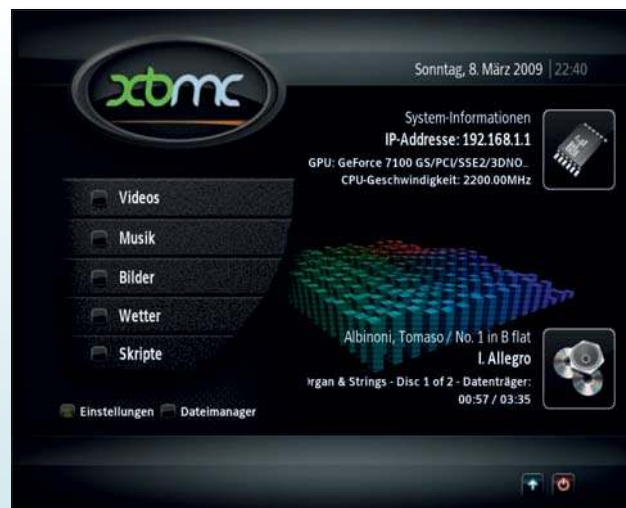 xbmc
Sonntag, 8. März 2009 | 22:40
System-Informationen
IP-Addresse: 192.168.1.1
GPU: GeForce 7100 GS/PCI/SSE2/3DNO..
CPU-Geschwindigkeit: 2200.00MHz
Videos
Musik
Bilder
Wetter
Skripte
Einstellungen Dateimanager
Albinoni, Tomaso / No. 1 in B flat
I. Allegro
rgan & Strings - Disc 1 of 2 - Datenträger:
00:57 / 03:35